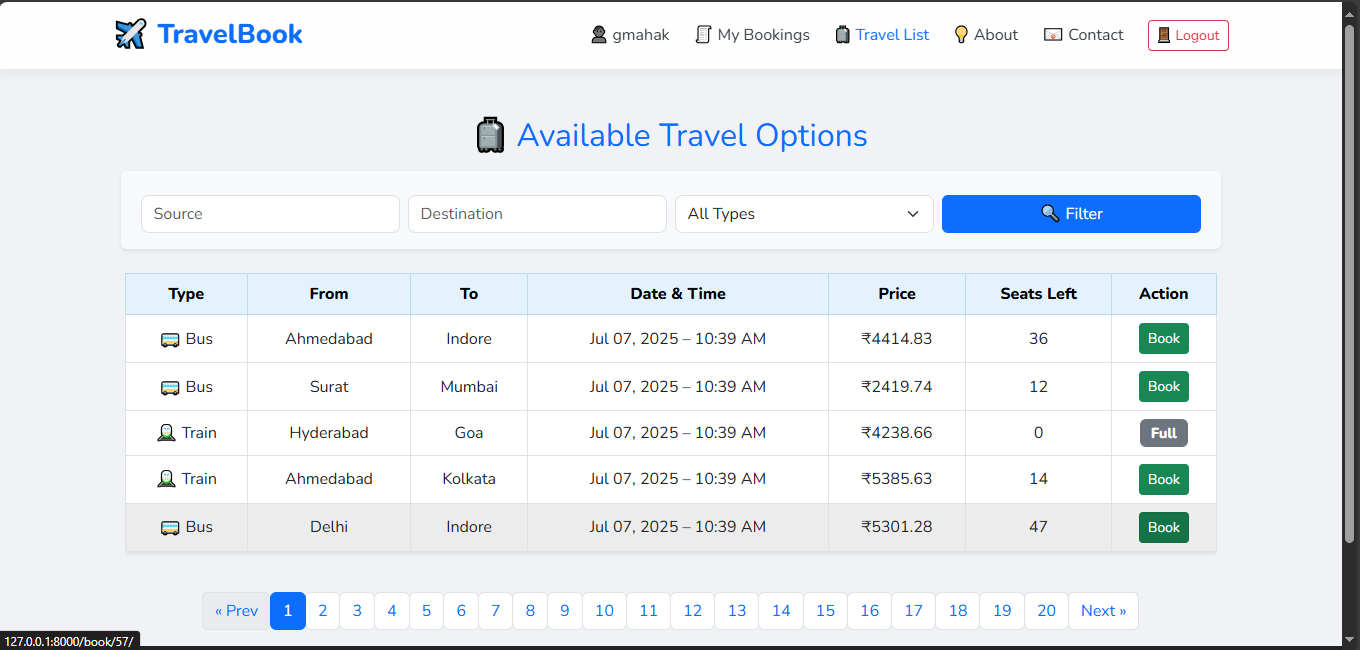 TravelBook gmahak My Bookings Travel List About Contact Logout
Available Travel Options
Source Destination All Types Filter
Type From To Date & Time Price Seats Left Action
Bus Ahmedabad Indore Jul 07, 2025 – 10:39 AM ₹4414.83 36 Book
Bus Surat Mumbai Jul 07, 2025 – 10:39 AM ₹2419.74 12 Book
Train Hyderabad Goa Jul 07, 2025 – 10:39 AM ₹4238.66 0 Full
Train Ahmedabad Kolkata Jul 07, 2025 – 10:39 AM ₹5385.63 14 Book
Bus Delhi Indore Jul 07, 2025 – 10:39 AM ₹5301.28 47 Book
« Prev 1 2 3 4 5 6 7 8 9 10 11 12 13 14 15 16 17 18 19 20 Next »
127.0.0.1:8000/book/57/